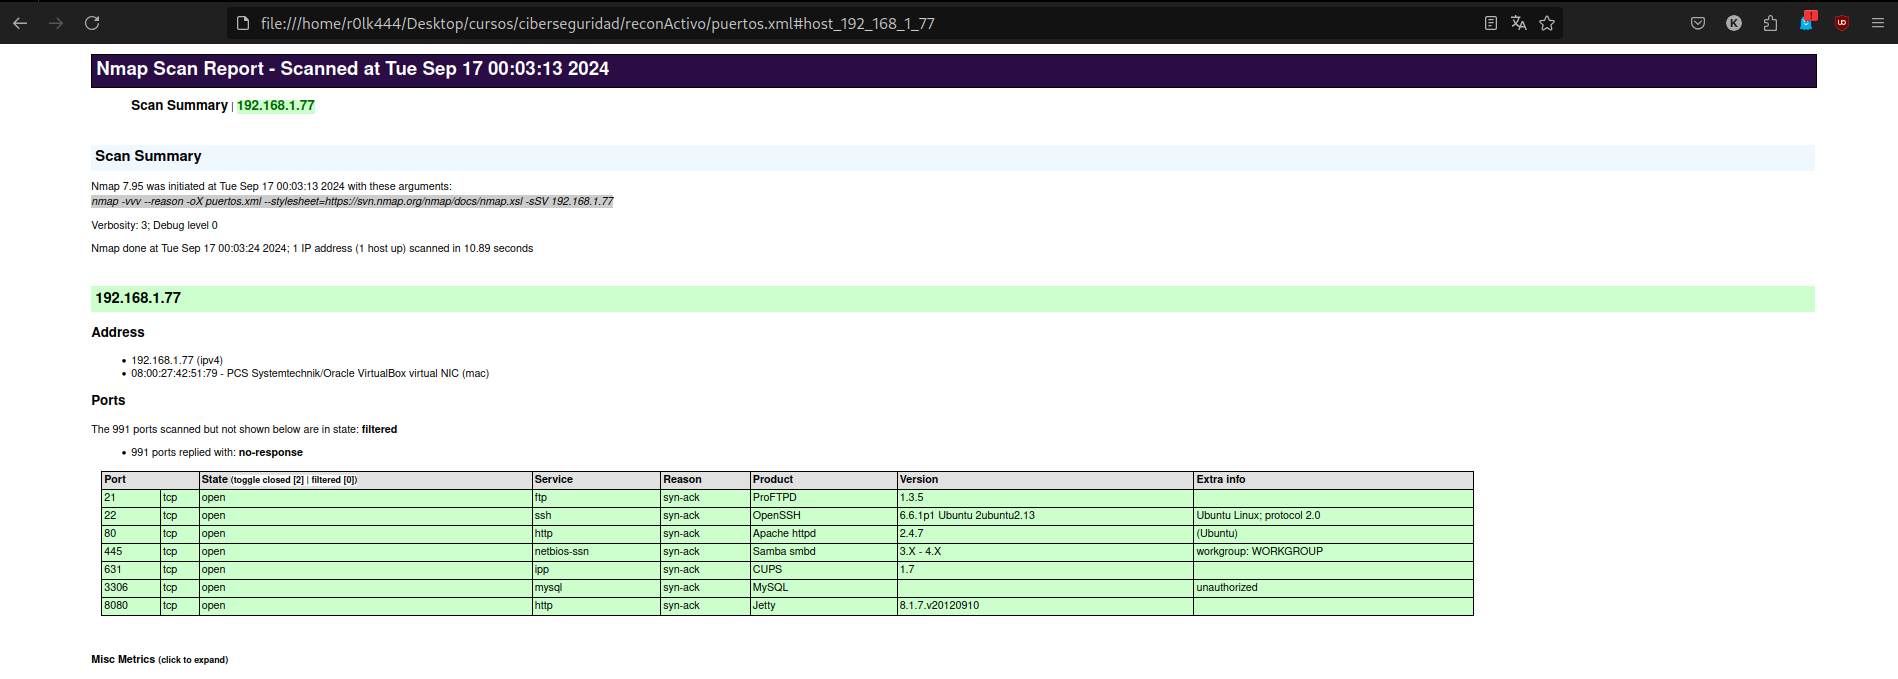 file:///home/r0lk444/Desktop/cursos/ciberseguridad/reconActivo/puertos.xml#host_192_168_1_77
K
!
UD
Nmap Scan Report - Scanned at Tue Sep 17 00:03:13 2024
Scan Summary | 192.168.1.77
Scan Summary
Nmap 7.95 was initiated at Tue Sep 17 00:03:13 2024 with these arguments:
nmap -vvv --reason -oX puertos.xml --stylesheet=https://svn.nmap.org/nmap/docs/nmap.xsl -sSV 192.168.1.77
Verbosity: 3; Debug level 0
Nmap done at Tue Sep 17 00:03:24 2024; 1 IP address (1 host up) scanned in 10.89 seconds
192.168.1.77
Address
• 192.168.1.77 (ipv4)
• 08:00:27:42:51:79 - PCS Systemtechnik/Oracle VirtualBox virtual NIC (mac)
Ports
The 991 ports scanned but not shown below are in state: filtered
• 991 ports replied with: no-response
Port State (toggle closed [2] | filtered [0]) Service Reason Product Version Extra info
21 tcp open ftp syn-ack ProFTPD 1.3.5
22 tcp open ssh syn-ack OpenSSH 6.6.1p1 Ubuntu 2ubuntu2.13 Ubuntu Linux; protocol 2.0
80 tcp open http syn-ack Apache httpd 2.4.7 (Ubuntu)
445 tcp open netbios-ssn syn-ack Samba smbd 3.X - 4.X workgroup: WORKGROUP
631 tcp open ipp syn-ack CUPS 1.7
3306 tcp open mysql syn-ack MySQL unauthorized
8080 tcp open http syn-ack Jetty 8.1.7.v20120910
Misc Metrics (click to expand)